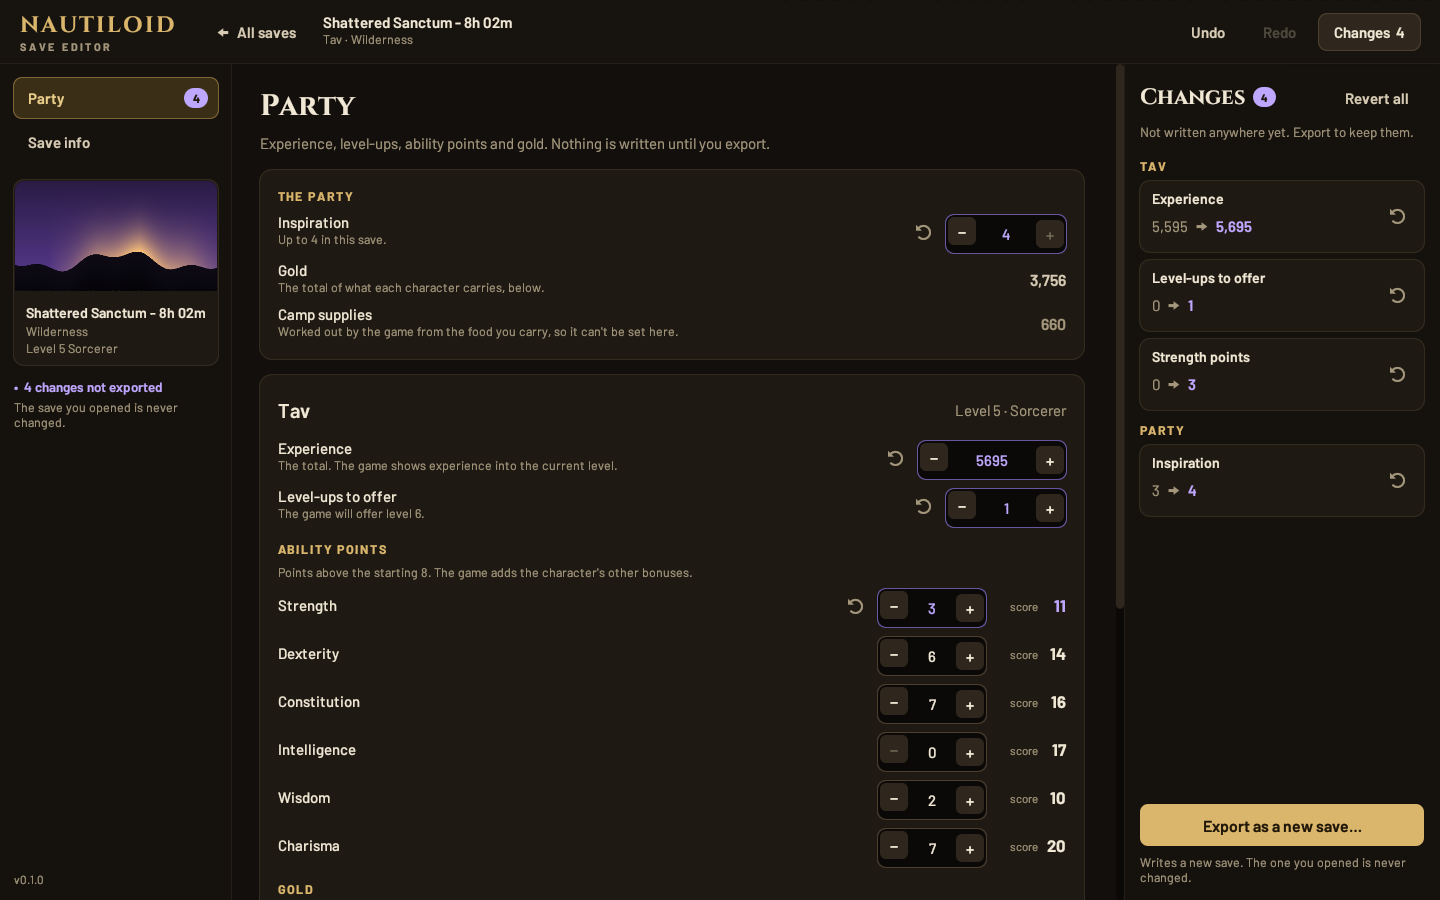 NAUTILOID
SAVE EDITOR
All saves
Shattered Sanctum - 8h 02m
Tav · Wilderness
Undo
Redo
Changes 4
Party
4
Save info
Shattered Sanctum - 8h 02m
Wilderness
Level 5 Sorcerer
• 4 changes not exported
The save you opened is never
changed.
v0.1.0
Party
Experience, level-ups, ability points and gold. Nothing is written until you export.
THE PARTY
Inspiration
Up to 4 in this save.
− 4 +
Gold
The total of what each character carries, below.
3,756
Camp supplies
Worked out by the game from the food you carry, so it can't be set here.
660
Tav
Level 5 · Sorcerer
Experience
The total. The game shows experience into the current level.
− 5695 +
Level-ups to offer
The game will offer level 6.
− 1 +
ABILITY POINTS
Points above the starting 8. The game adds the character's other bonuses.
Strength − 3 + score 11
Dexterity − 6 + score 14
Constitution − 7 + score 16
Intelligence − 0 + score 17
Wisdom − 2 + score 10
Charisma − 7 + score 20
GOLD
Changes 4
Revert all
Not written anywhere yet. Export to keep them.
TAV
Experience
5,595 → 5,695
Level-ups to offer
0 → 1
Strength points
0 → 3
PARTY
Inspiration
3 → 4
Export as a new save...
Writes a new save. The one you opened is never
changed.